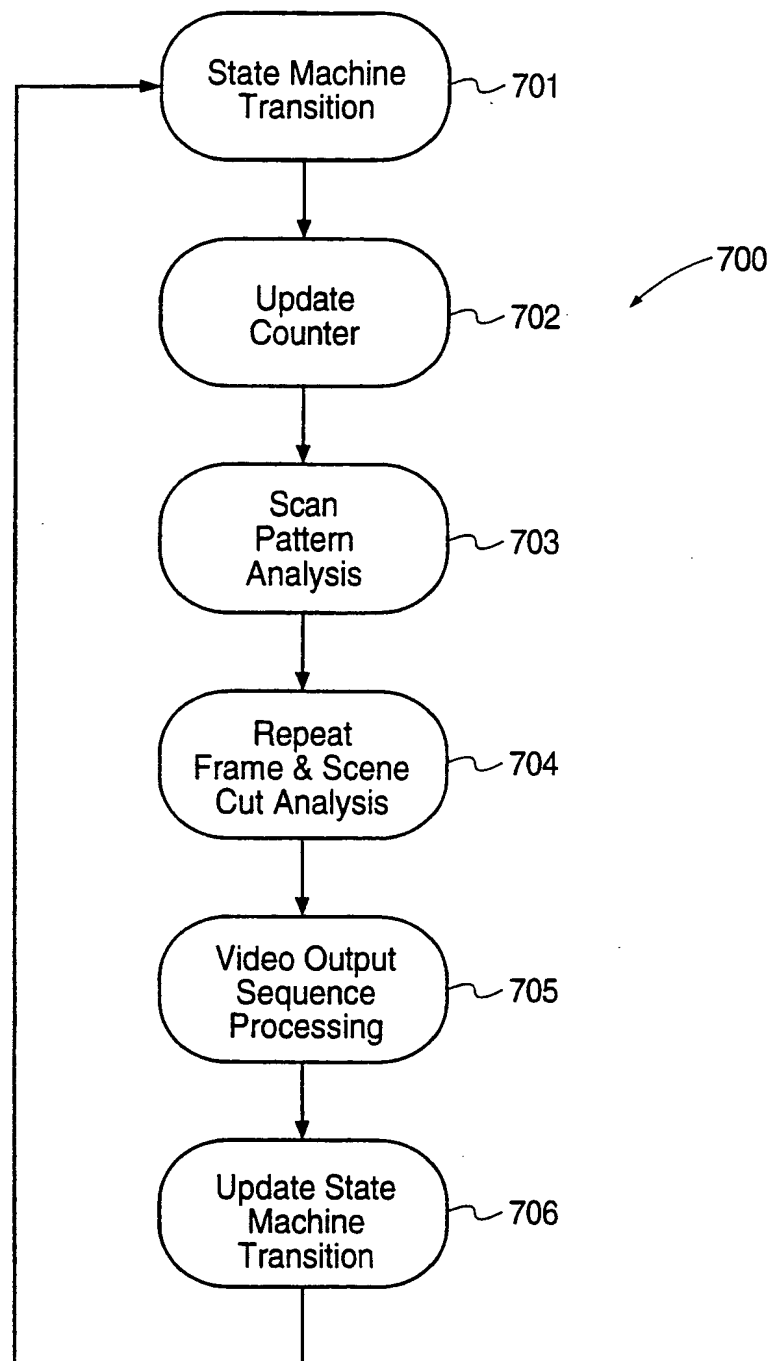 State Machine
Transition
701
700
Update
Counter
702
Scan
Pattern
Analysis
703
Repeat
Frame & Scene
Cut Analysis
704
Video Output
Sequence
Processing
705
Update State
Machine
Transition
706